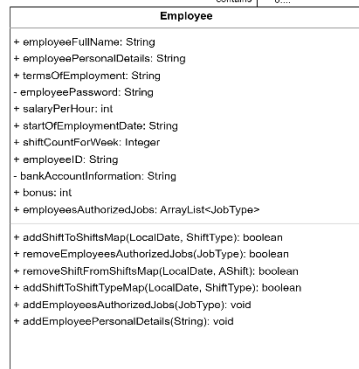 contains
Employee
+ employeeFullName: String
+ employeePersonalDetails: String
+ termsOfEmployment: String
- employeePassword: String
+ salaryPerHour: int
+ startOfEmploymentDate: String
+ shiftCountForWeek: Integer
+ employeeID: String
- bankAccountInformation: String
+ bonus: int
+ employeesAuthorizedJobs: ArrayList<JobType>
+ addShiftToShiftsMap(LocalDate, ShiftType): boolean
+ removeEmployeesAuthorizedJobs(JobType): boolean
+ removeShiftFromShiftsMap(LocalDate, AShift): boolean
+ addShiftToShiftTypeMap(LocalDate, ShiftType): boolean
+ addEmployeesAuthorizedJobs(JobType): void
+ addEmployeePersonalDetails(String): void